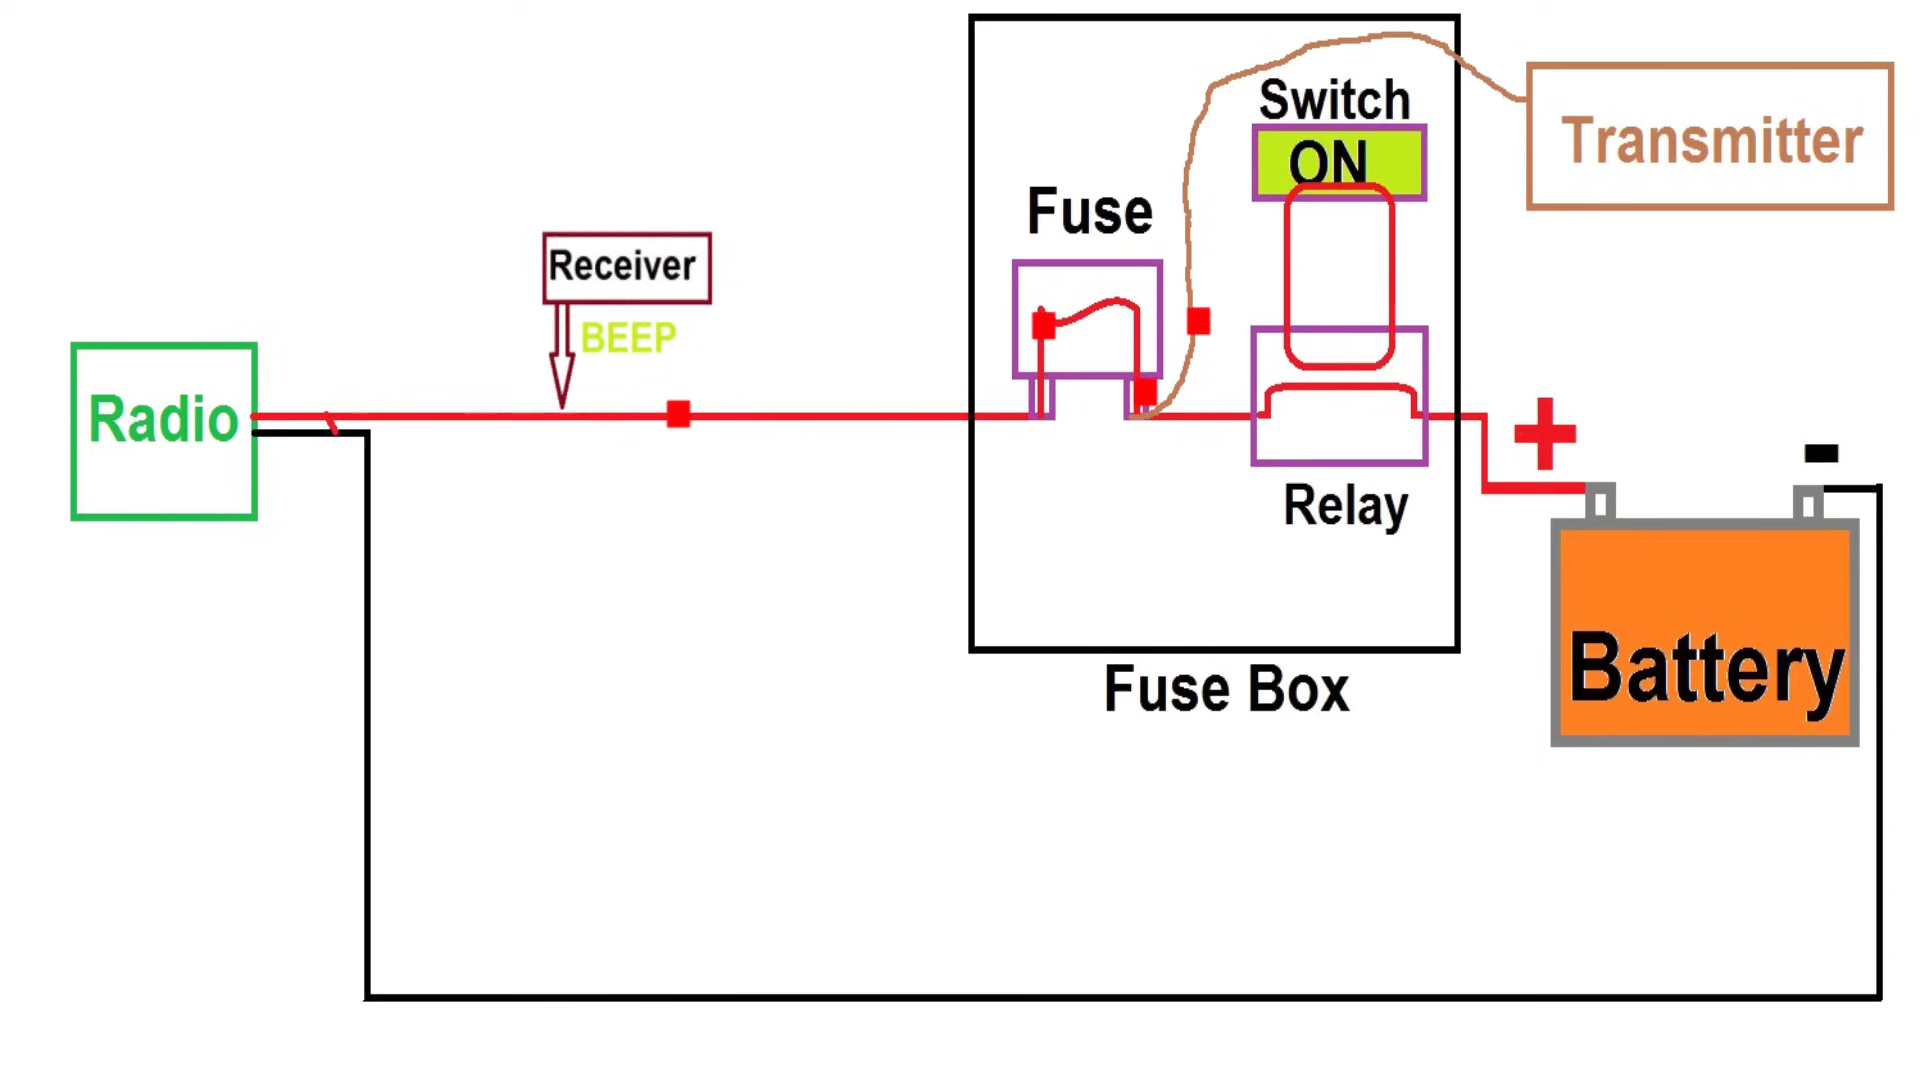 Switch
ON
Transmitter
Fuse
Receiver
BEEP
Radio
+
-
Relay
Battery
Fuse Box